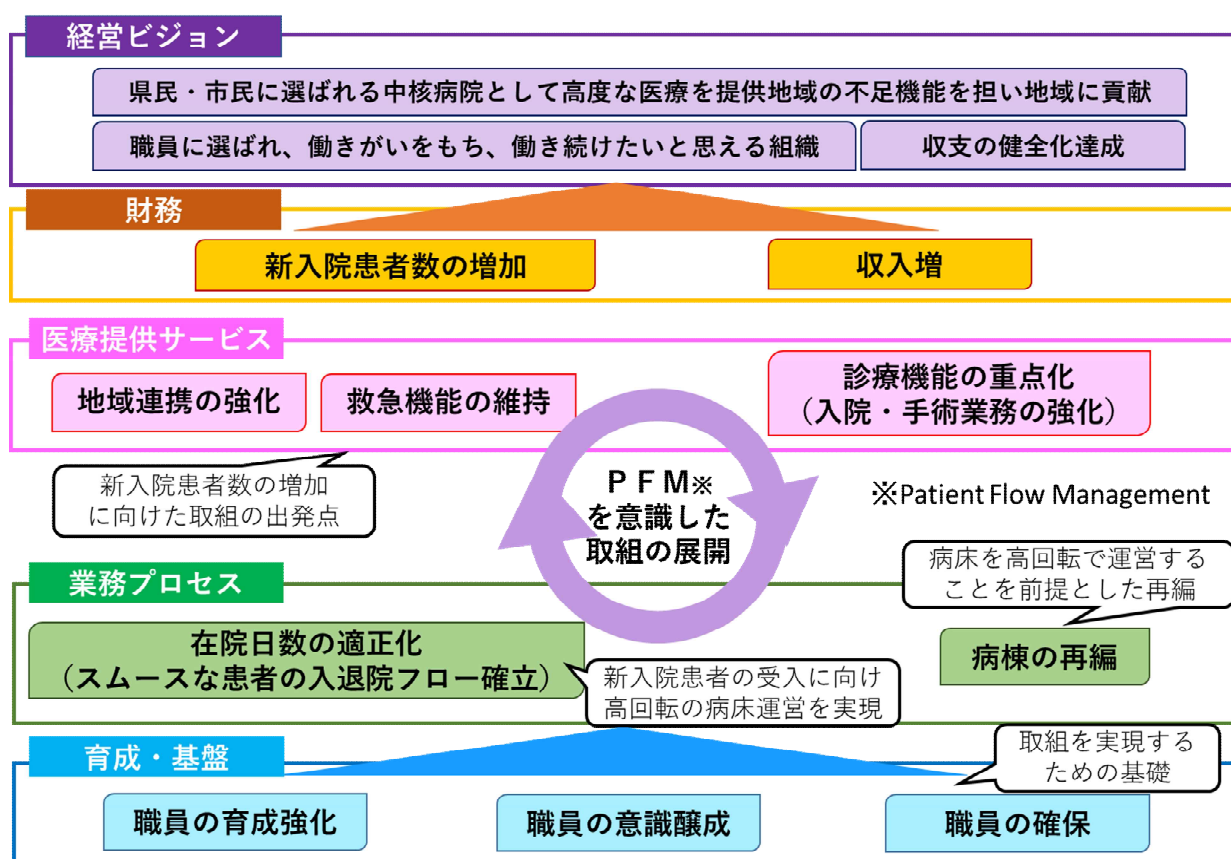 経営ビジョン
県民・市民に選ばれる中核病院として高度な医療を提供地域の不足機能を担い地域に貢献
職員に選ばれ、働きがいをもち、働き続けたいと思える組織
収支の健全化達成
財務
新入院患者数の増加
収入増
医療提供サービス
地域連携の強化
救急機能の維持
診療機能の重点化
（入院・手術業務の強化）
新入院患者数の増加
に向けた取組の出発点
ＰＦＭ※
を意識した
取組の展開
※Patient Flow Management
業務プロセス
病床を高回転で運営する
ことを前提とした再編
在院日数の適正化
（スムースな患者の入退院フロー確立）
新入院患者の受入に向け
高回転の病床運営を実現
病棟の再編
育成・基盤
取組を実現する
ための基礎
職員の育成強化
職員の意識醸成
職員の確保